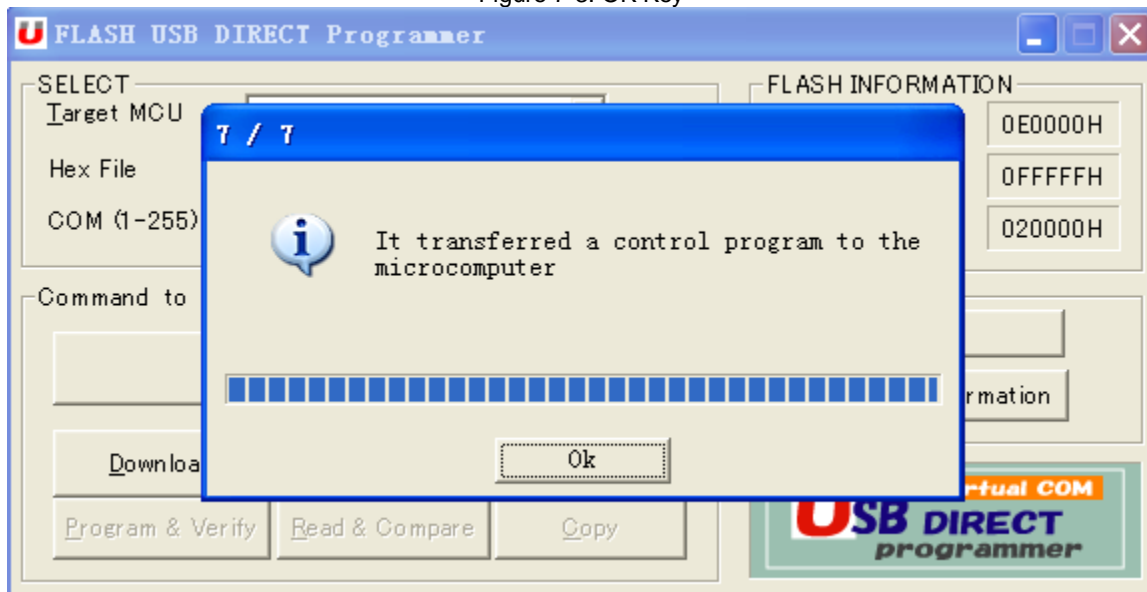 FLASH USB DIRECT Programmer
SELECT
Target MCU
Hex File
COM (1-255)
FLASH INFORMATION
0E0000H
0FFFFFH
020000H
7 / 7
It transferred a control program to the
microcomputer
Ok
Command to
rmation
Downloa
Program & Verify
Read & Compare
Copy
rtual COM
USB DIRECT
programmer